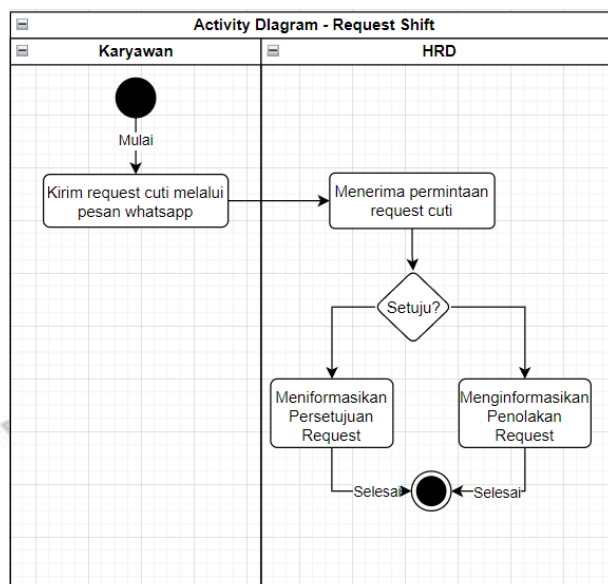 Activity DIagram - Request Shift
Karyawan
HRD
Mulai
Kirim request cuti melalui
pesan whatsapp
Menerima permintaan
request cuti
Setuju?
Meniformasikan
Persetujuan
Request
Menginformasikan
Penolakan
Request
Selesai
Selesai